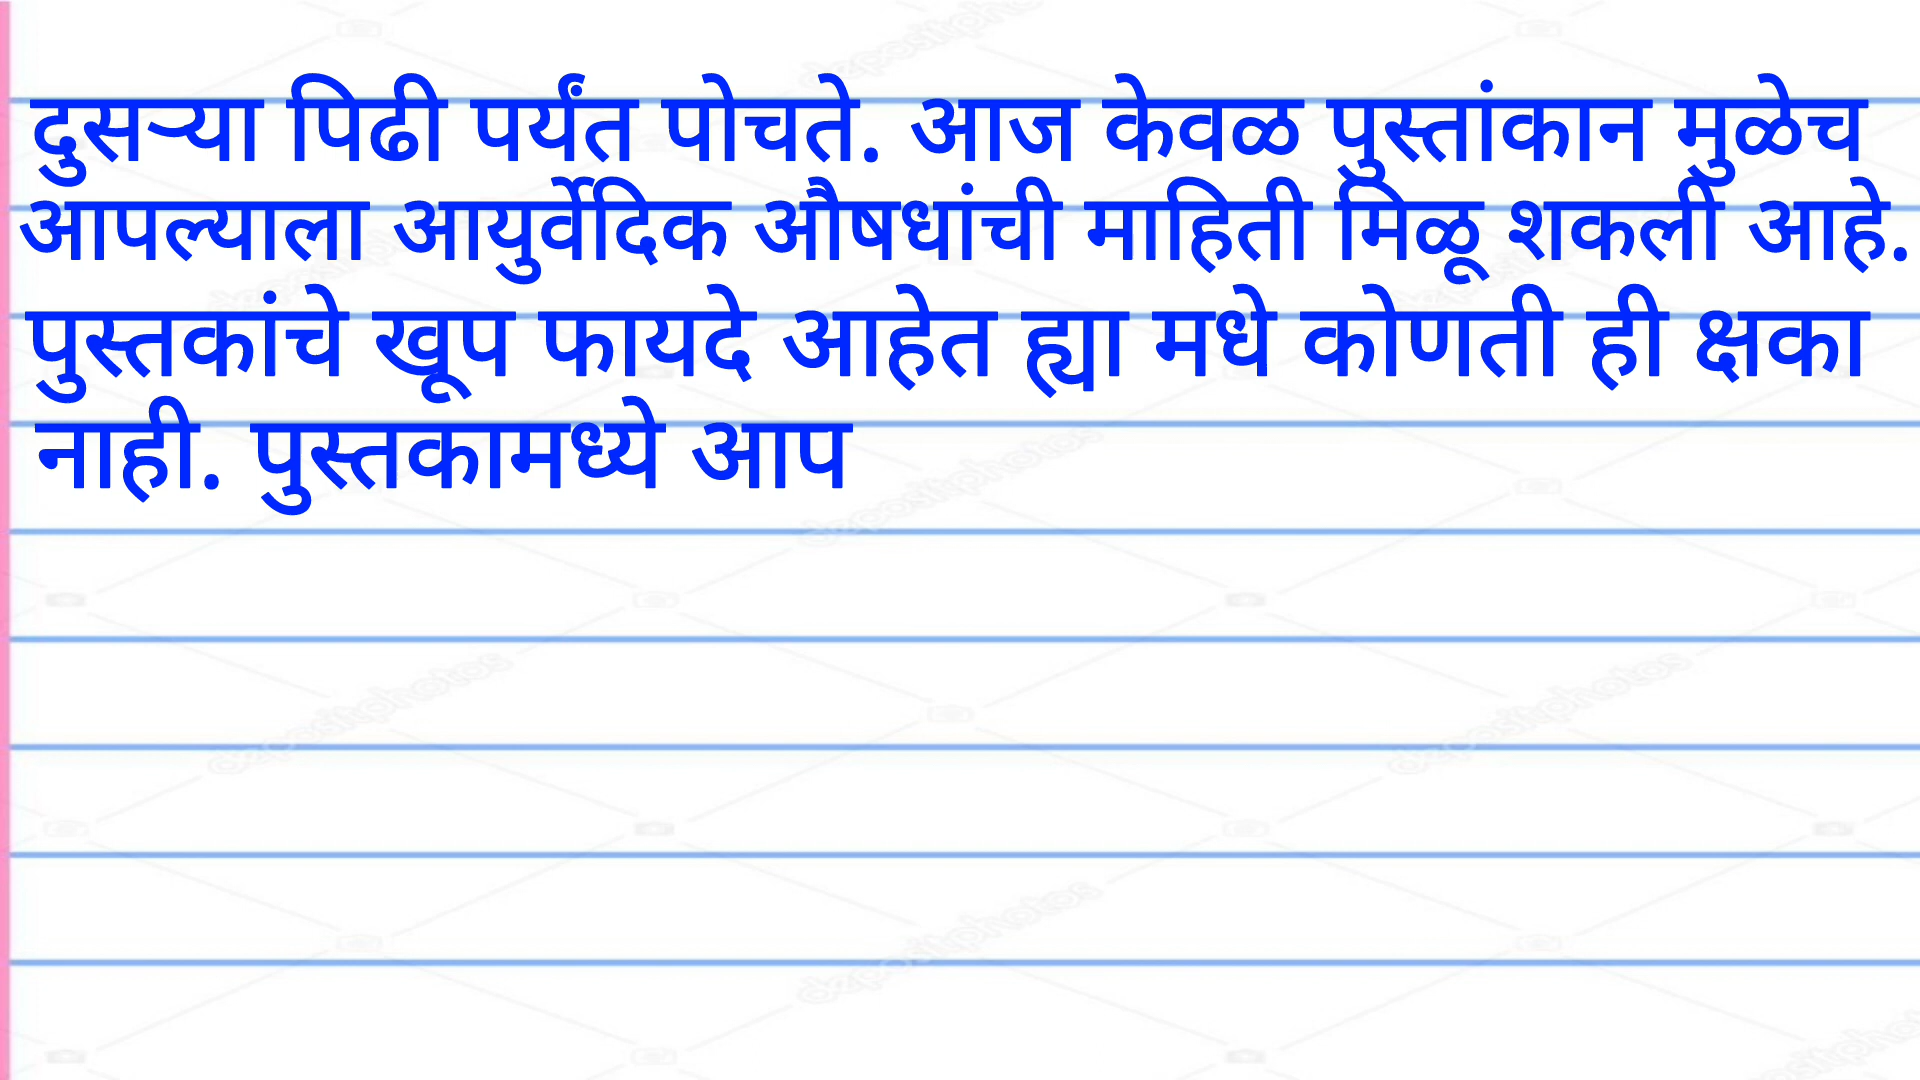 दुसऱ्या पिढी पर्यंत पोचते. आज केवळ पुस्तांकान मुळेच
आपल्याला आयुर्वेदिक औषधांची माहिती मिळू शकली आहे.
पुस्तकांचे खूप फायदे आहेत ह्या मधे कोणती ही क्षका
नाही. पुस्तकामध्ये आप